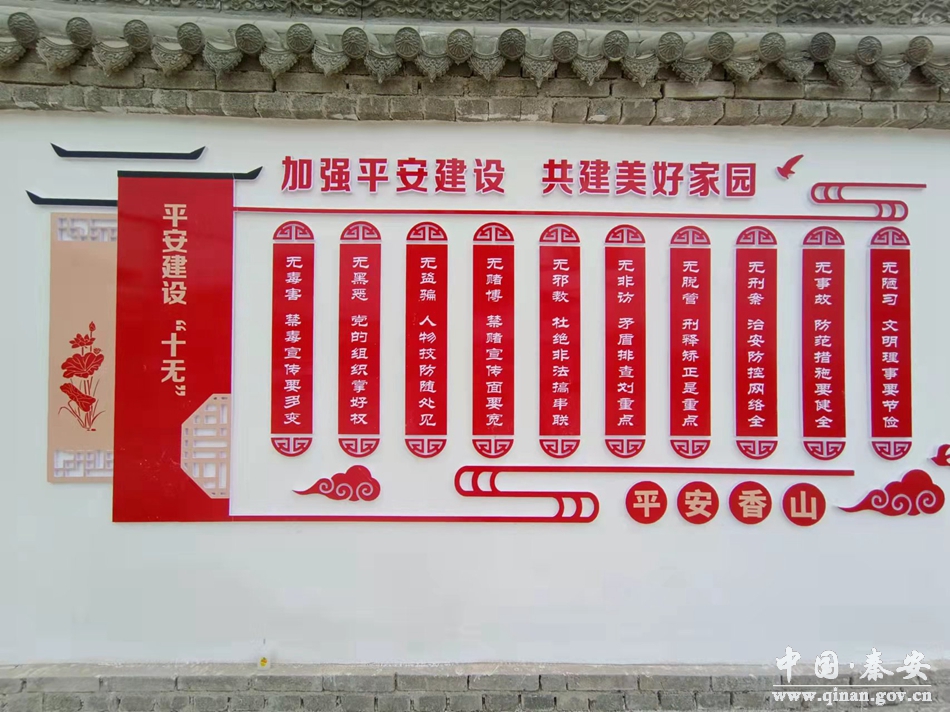 加强平安建设 共建美好家园
平安建设“十无”
无毒害 禁毒宣传要多变
无黑恶 党的组织掌好权
无盗骗 人物技防随处见
无赌博 禁赌宣传面要宽
无邪教 杜绝非法搞串联
无非访 矛盾排查划重点
无脱管 刑释矫正是重点
无刑案 治安防控网络全
无事故 防范措施要健全
无陋习 文明理事要节俭
平安香山
中国·秦安
www.qinan.gov.cn